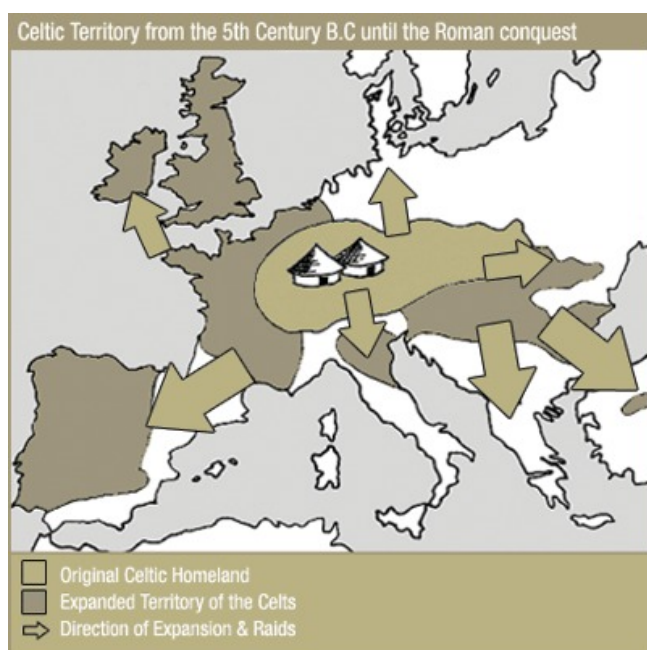 Celtic Territory from the 5th Century B.C until the Roman conquest
Original Celtic Homeland
Expanded Territory of the Celts
Direction of Expansion & Raids